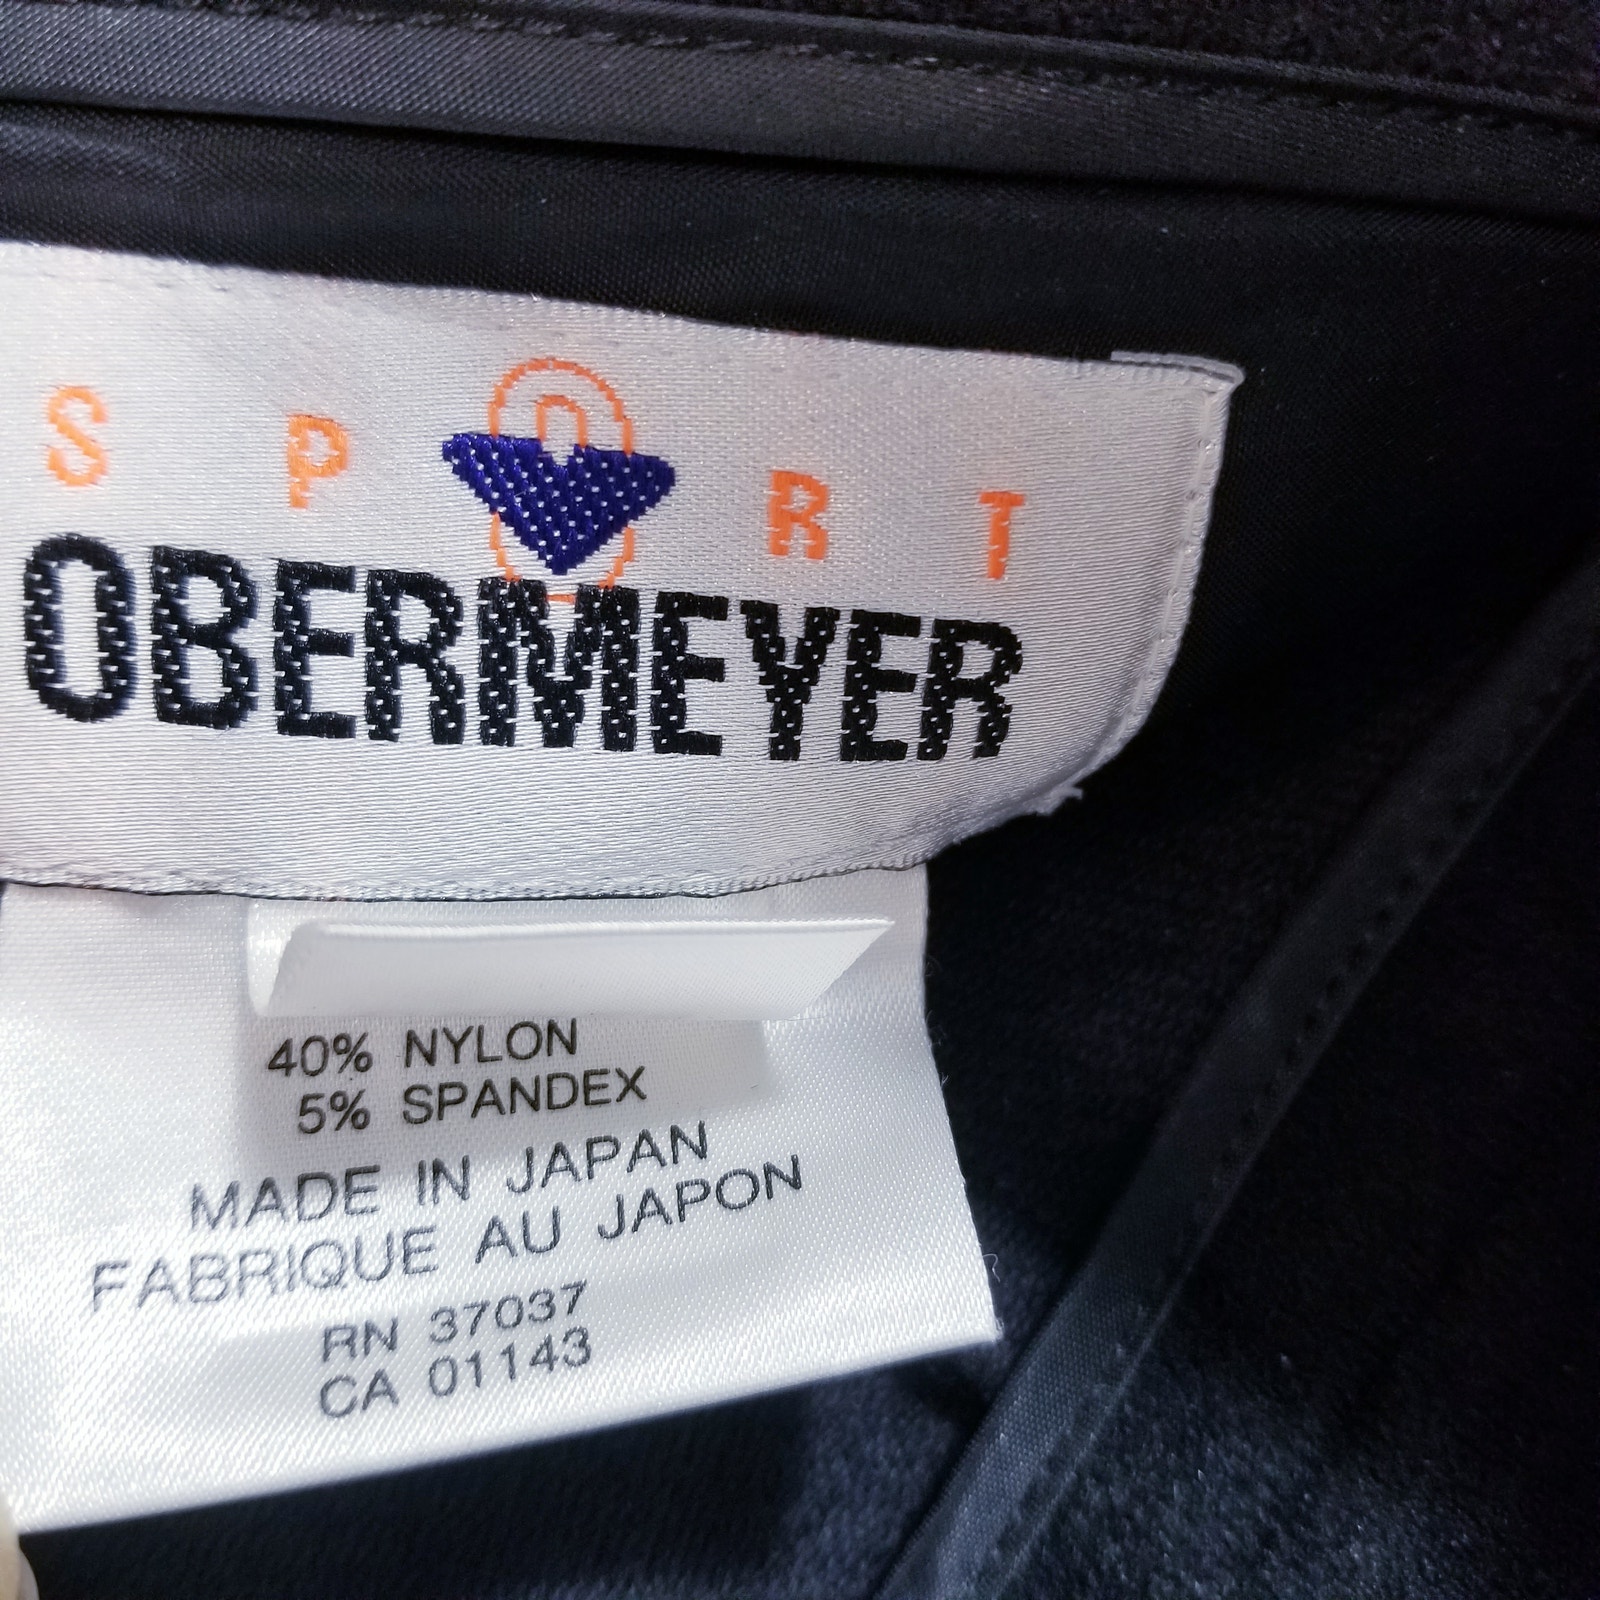 SPORT
OBERMEYER
40% NYLON
5% SPANDEX
MADE IN JAPAN
FABRIQUE AU JAPON
RN 37037
CA 01143